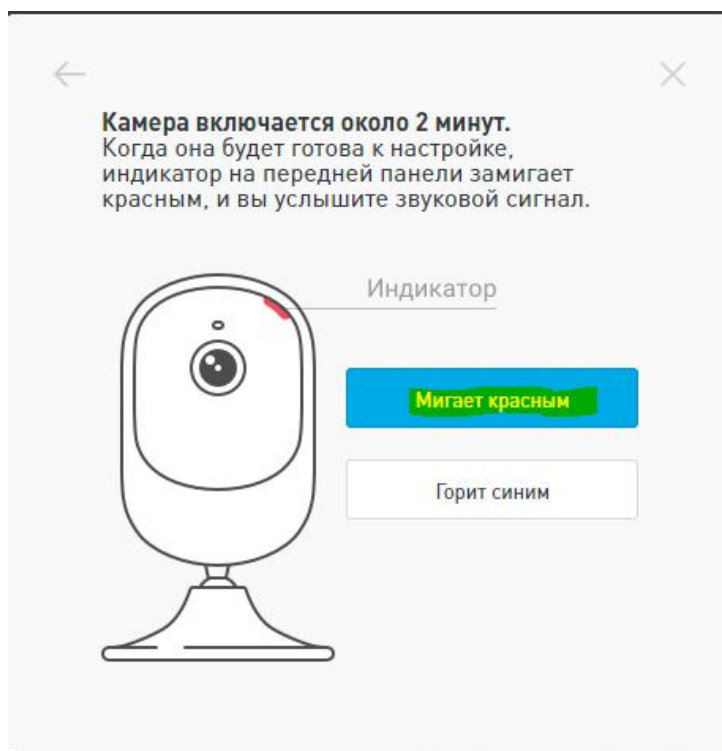 Камера включается около 2 минут.
Когда она будет готова к настройке,
индикатор на передней панели замигает
красным, и вы услышите звуковой сигнал.
Индикатор
Мигает красным
Горит синим